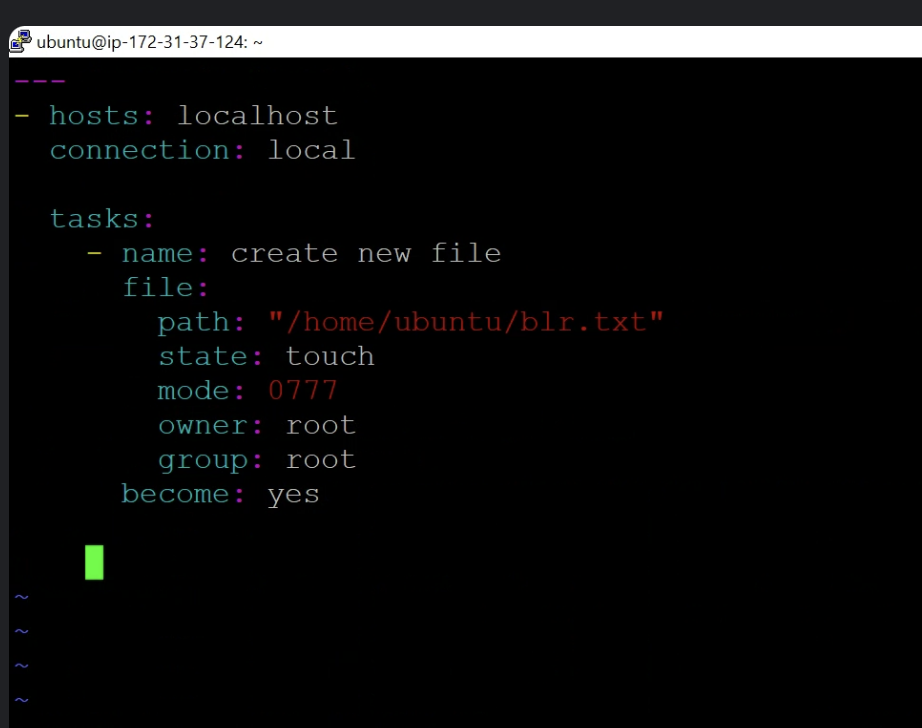 ubuntu@ip-172-31-37-124: ~
---
- hosts: localhost
  connection: local

  tasks:
    - name: create new file
      file:
        path: "/home/ubuntu/blr.txt"
        state: touch
        mode: 0777
        owner: root
        group: root
      become: yes

~
~
~
~